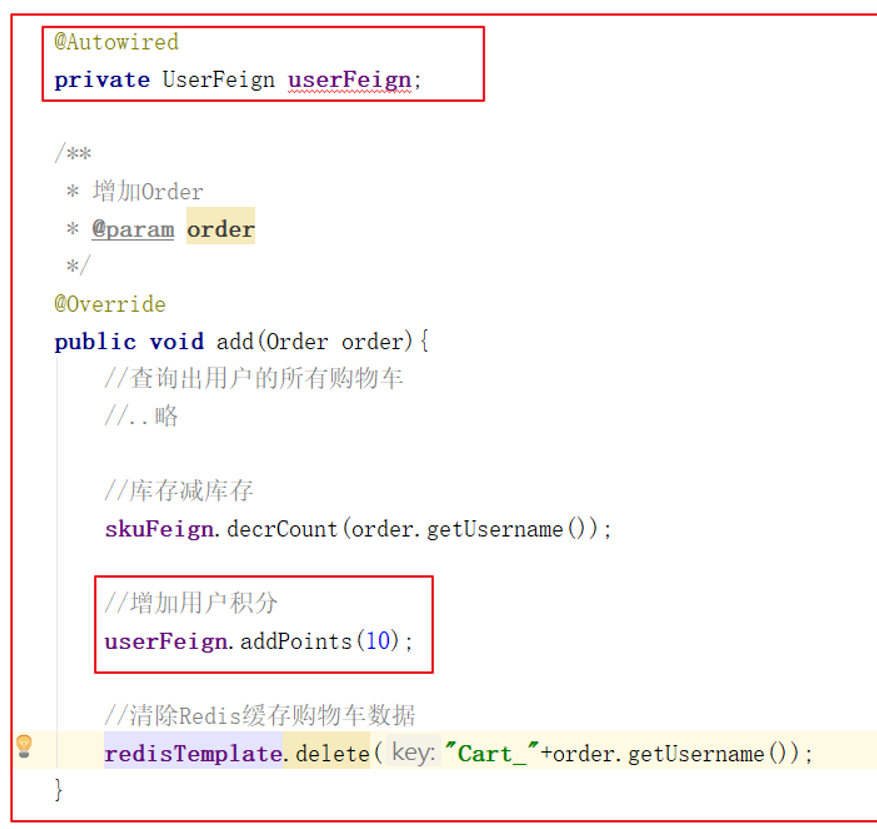 @Autowired
private UserFeign userFeign;
/**
* 增加Order
* @param order
*/
@Override
public void add(Order order){
//查询出用户的所有购物车
//..略
//库存减库存
skuFeign.decrCount(order.getUsername());
//增加用户积分
userFeign.addPoints(10);
//清除Redis缓存购物车数据
redisTemplate.delete( key: "Cart_"+order.getUsername());
}